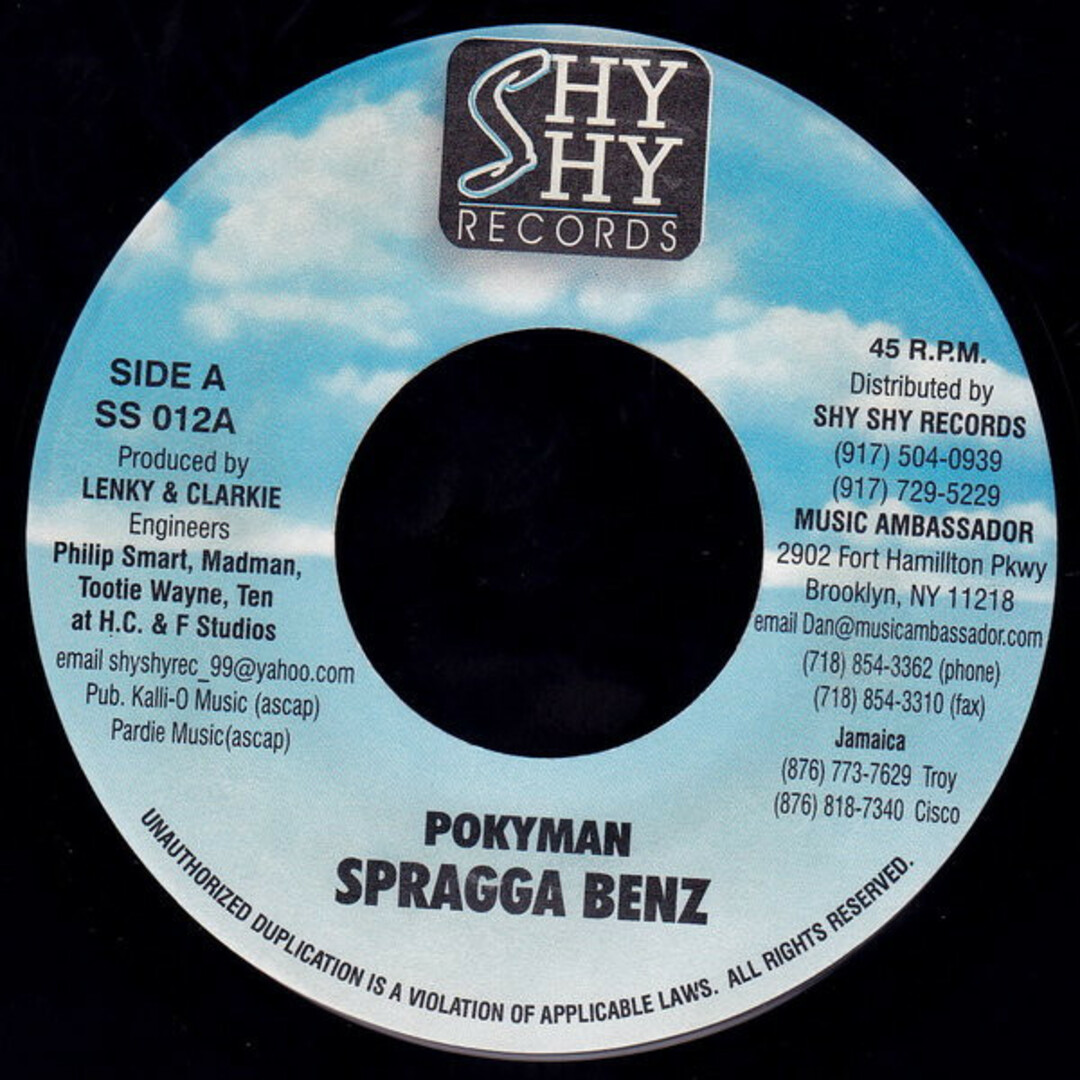 SHY
SHY
RECORDS
SIDE A
SS 012A
Produced by
LENKY & CLARKIE
Engineers
Philip Smart, Madman,
Tootie Wayne, Ten
at H.C. & F Studios
email shyshyrec_99@yahoo.com
Pub. Kalli-O Music (ascap)
Pardie Music(ascap)
45 R.P.M.
Distributed by
SHY SHY RECORDS
(917) 504-0939
(917) 729-5229
MUSIC AMBASSADOR
2902 Fort Hamillton Pkwy
Brooklyn, NY 11218
email Dan@musicambassador.com
(718) 854-3362 (phone)
(718) 854-3310 (fax)
Jamaica
(876) 773-7629 Troy
(876) 818-7340 Cisco
POKYMAN
SPRAGGA BENZ
UNAUTHORIZED DUPLICATION IS A VIOLATION OF APPLICABLE LAW'S. ALL RIGHTS RESERVED.